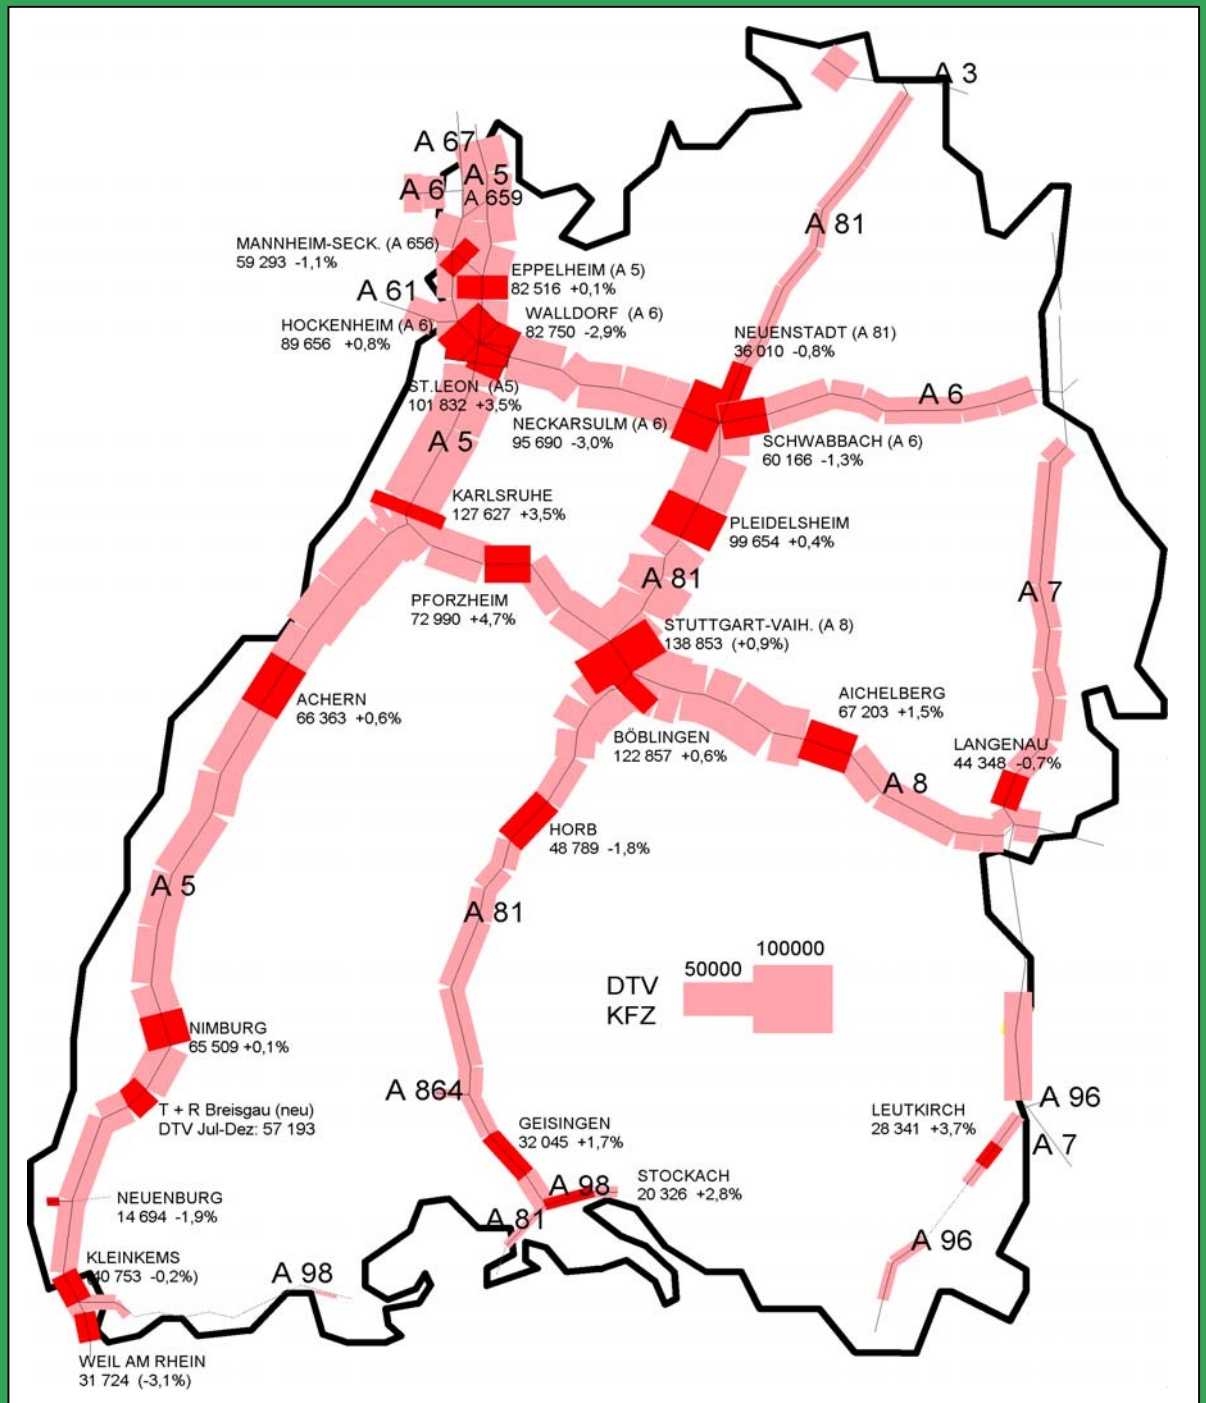 A 3
A 67
A 5
A 6
A 659
A 81
MANNHEIM-SECK. (A 656)
59 293 -1,1%
EPPELHEIM (A 5)
82 516 +0,1%
A 61
WALLDORF (A 6)
82 750 -2,9%
HOCKENHEIM (A 6)
89 656 +0,8%
NEUENSTADT (A 81)
36 010 -0,8%
ST.LEON (A5)
101 832 +3,5%
A 6
NECKARSULM (A 6)
95 690 -3,0%
A 5
SCHWABBACH (A 6)
60 166 -1,3%
KARLSRUHE
127 627 +3,5%
PLEIDELSHEIM
99 654 +0,4%
A 81
A 7
PFORZHEIM
72 990 +4,7%
STUTTGART-VAIH. (A 8)
138 853 (+0,9%)
ACHERN
66 363 +0,6%
AICHELBERG
67 203 +1,5%
BÖBLINGEN
122 857 +0,6%
LANGENAU
44 348 -0,7%
A 8
HORB
48 789 -1,8%
A 5
A 81
100000
50000
DTV
KFZ
NIMBURG
65 509 +0,1%
A 864
T + R Breisgau (neu)
DTV Jul-Dez: 57 193
A 96
LEUTKIRCH
28 341 +3,7%
GEISINGEN
32 045 +1,7%
A 7
STOCKACH
20 326 +2,8%
A 98
NEUENBURG
14 694 -1,9%
A 81
A 96
KLEINKEMS
(40 753 -0,2%)
A 98
WEIL AM RHEIN
31 724 (-3,1%)